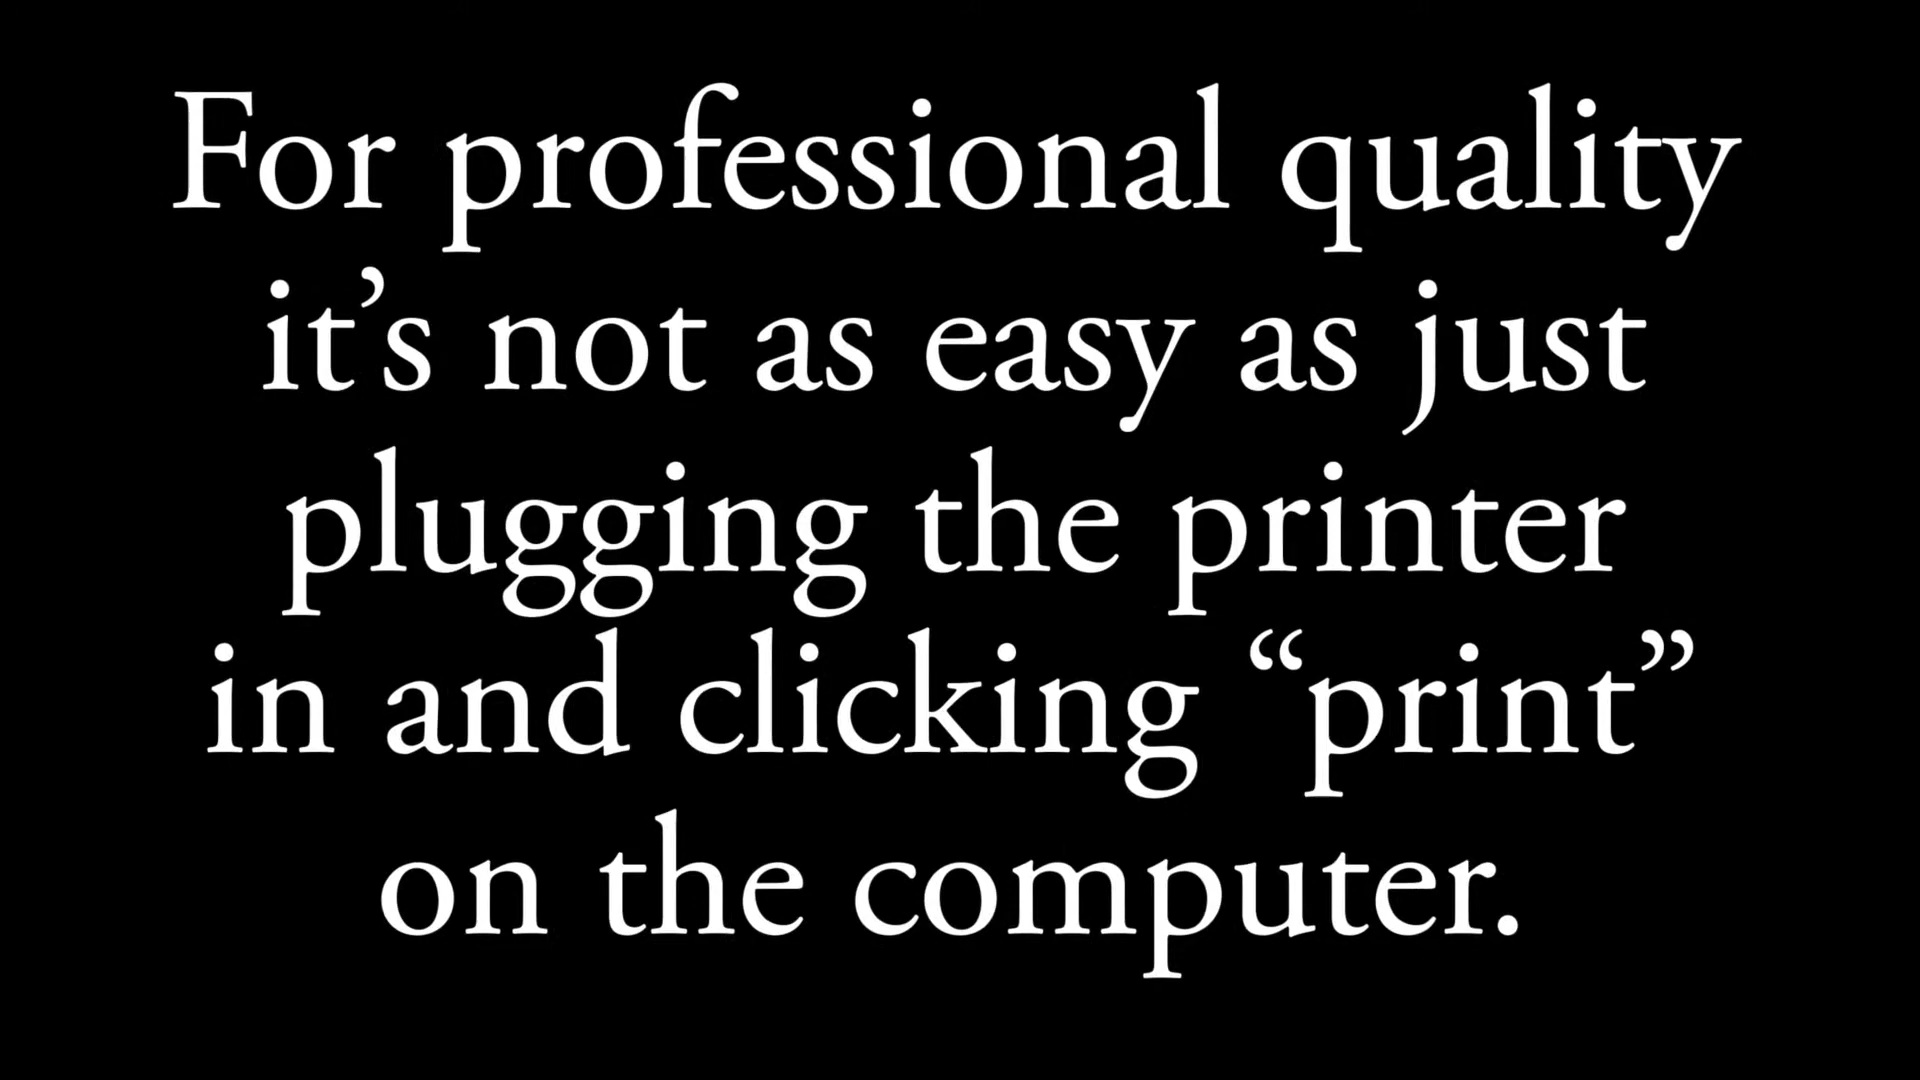 For professional quality
it’s not as easy as just
plugging the printer
in and clicking “print”
on the computer.